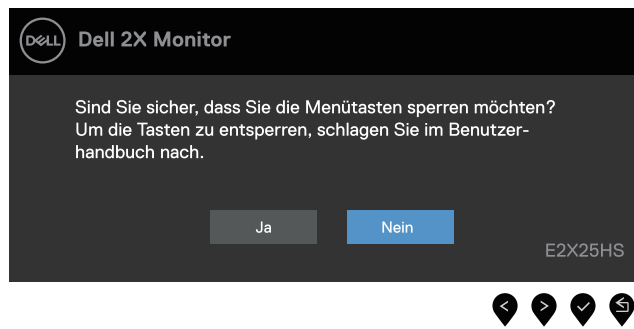 DELL Dell 2X Monitor
Sind Sie sicher, dass Sie die Menütasten sperren möchten?
Um die Tasten zu entsperren, schlagen Sie im Benutzer-
handbuch nach.
Ja Nein
E2X25HS